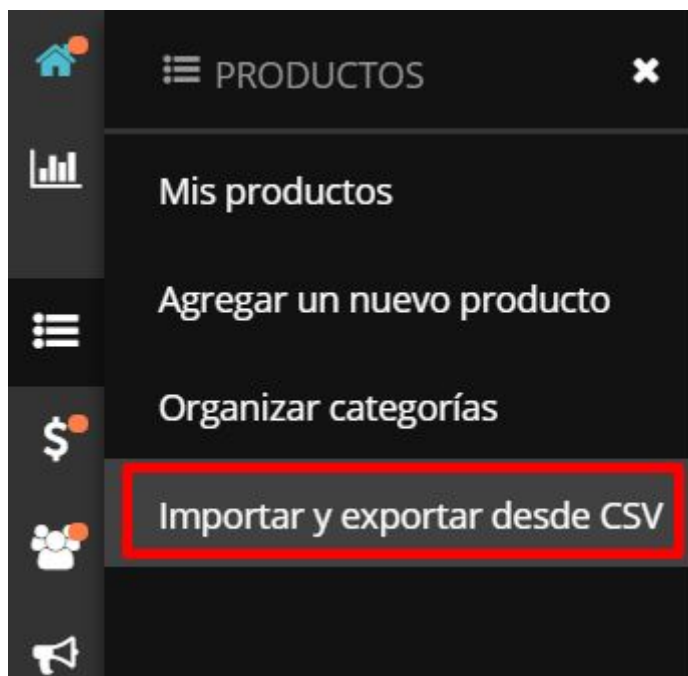 PRODUCTOS
Mis productos
Agregar un nuevo producto
Organizar categorías
Importar y exportar desde CSV
$